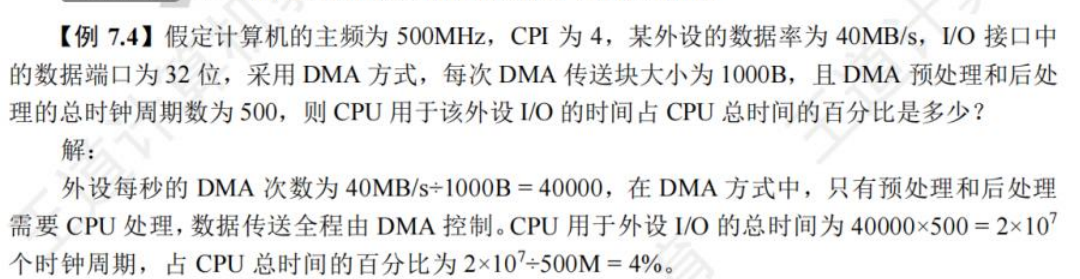 【例 7.4】假定计算机的主频为 500MHz，CPI 为 4，某外设的数据率为 40MB/s，I/O 接口中
的数据端口为 32 位，采用 DMA 方式，每次 DMA 传送块大小为 1000B，且 DMA 预处理和后处
理的总时钟周期数为 500，则 CPU 用于该外设 I/O 的时间占 CPU 总时间的百分比是多少？
解：
外设每秒的 DMA 次数为 40MB/s÷1000B = 40000，在 DMA 方式中，只有预处理和后处理
需要 CPU 处理，数据传送全程由 DMA 控制。CPU 用于外设 I/O 的总时间为 40000×500 = 2×10⁷
个时钟周期，占 CPU 总时间的百分比为 2×10⁷÷500M = 4%。